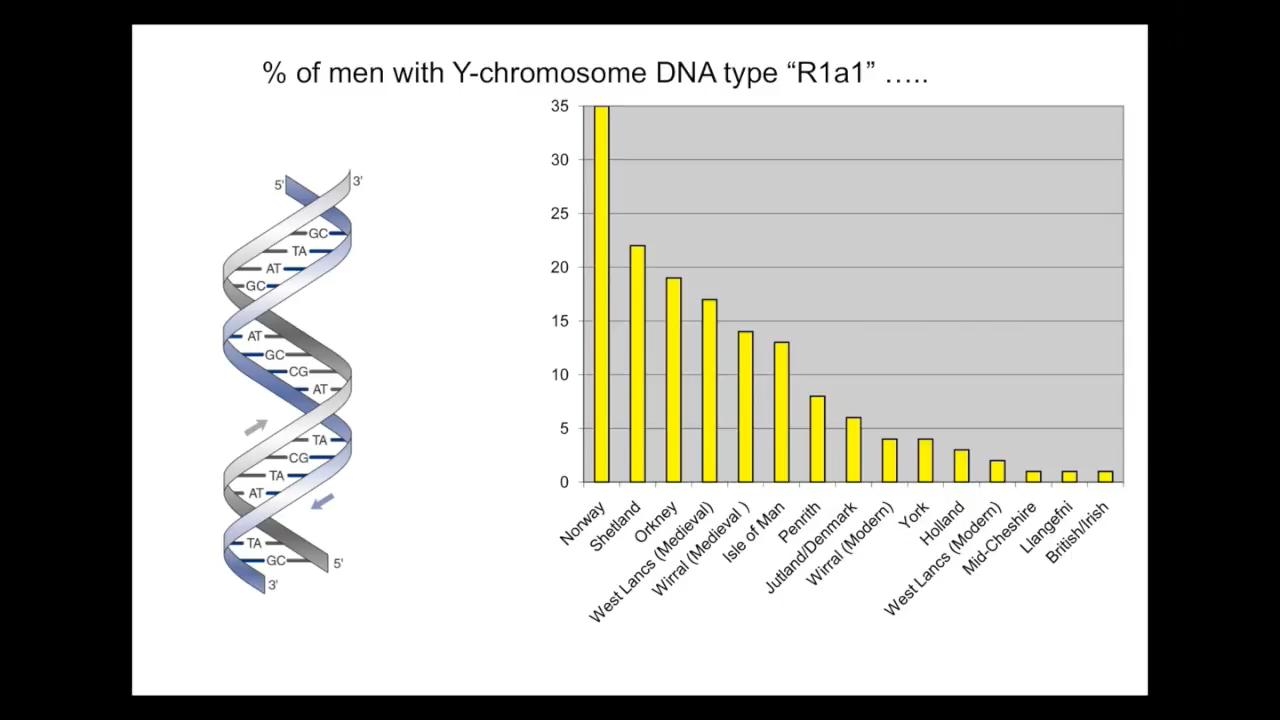 % of men with Y-chromosome DNA type “R1a1” …..
5'
3'
GC
TA
AT
GC
AT
GC
CG
AT
TA
CG
TA
AT
TA
GC
5'
3'
35
30
25
20
15
10
5
0
Norway
Shetland
Orkney
West Lancs (Medieval)
Wirral (Medieval )
Isle of Man
Penrith
Jutland/Denmark
Wirral (Modern)
York
Holland
West Lancs (Modern)
Mid-Cheshire
Llangefni
British/Irish